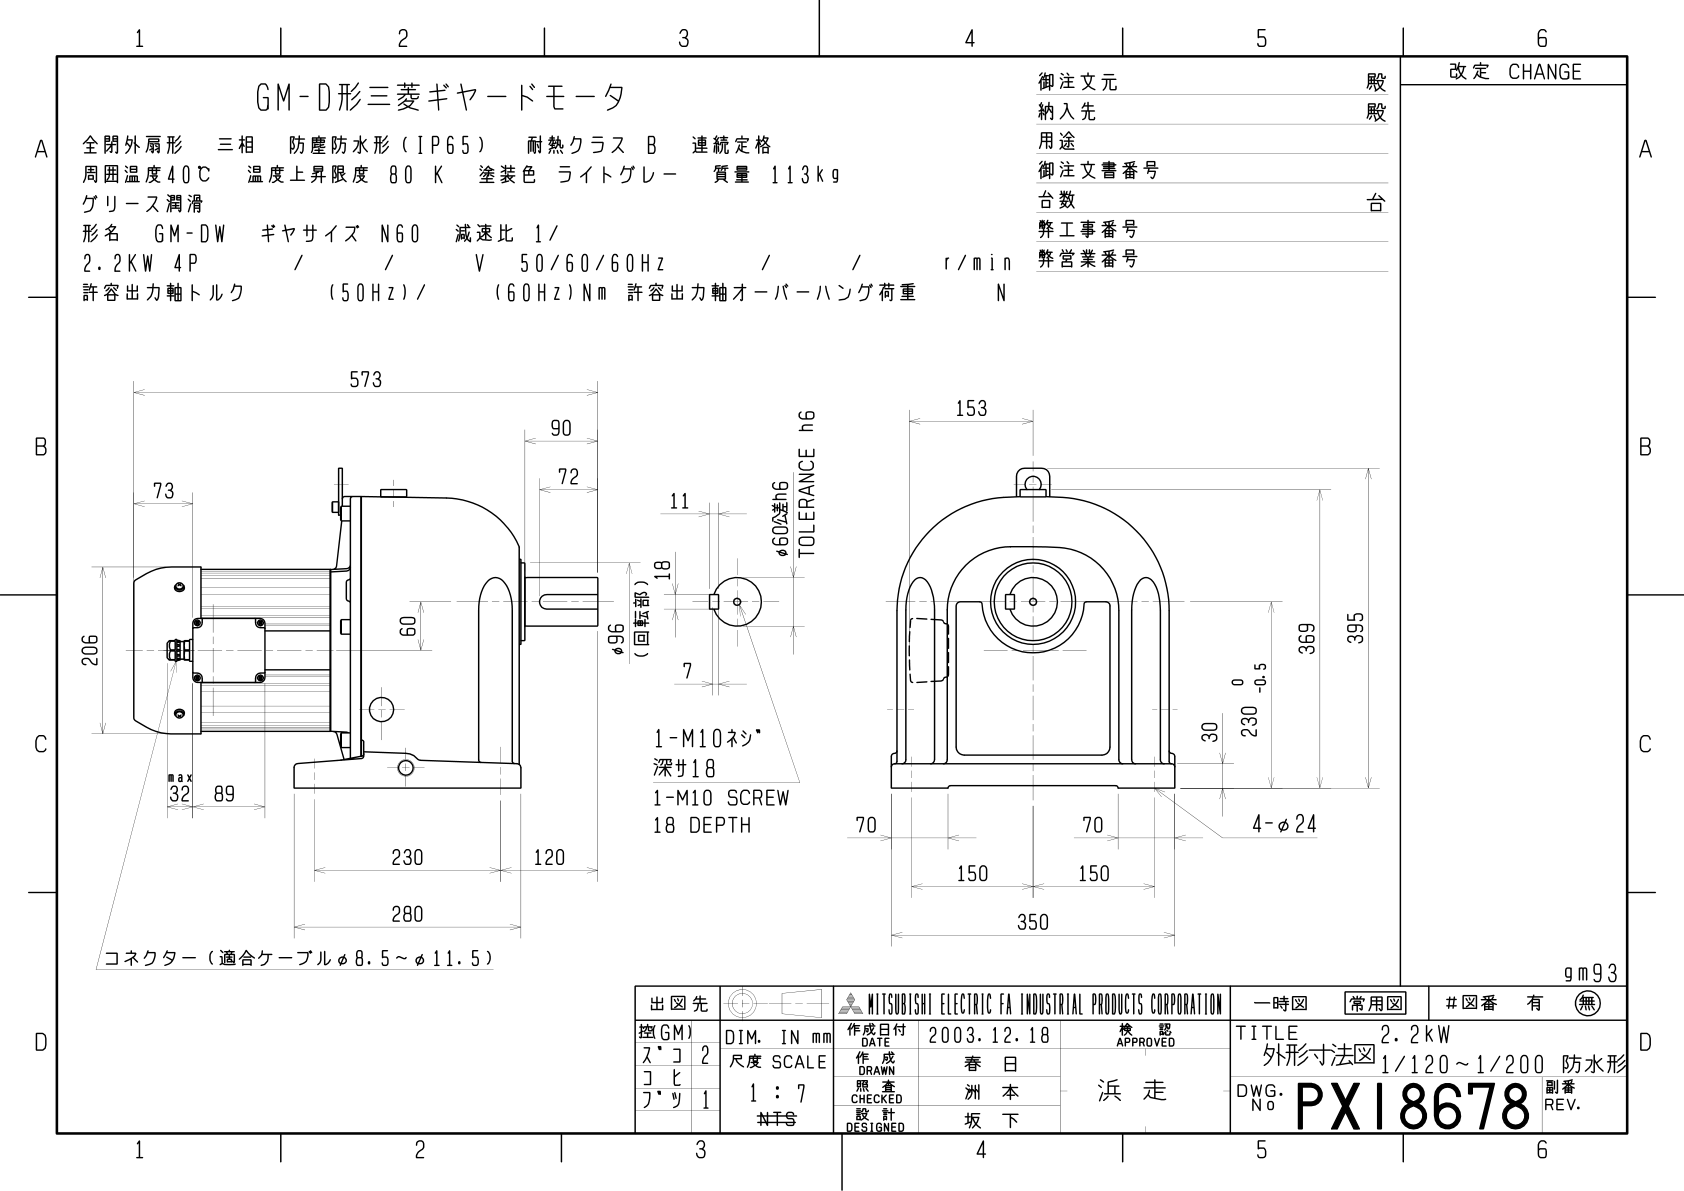 1 2 3 4 5 6
改定 CHANGE
GM-D形三菱ギヤードモータ
全閉外扇形 三相 防塵防水形(IP65) 耐熱クラス B 連続定格
周囲温度40℃ 温度上昇限度 80 K 塗装色 ライトグレー 質量 113kg
グリース潤滑
形名 GM-DW ギヤサイズ N60 減速比 1/
2.2KW 4P / / V 50/60/60Hz / / r/min
許容出力軸トルク (50Hz)/ (60Hz)Nm 許容出力軸オーバーハング荷重 N
御注文元 殿
納入先 殿
用途
御注文書番号
台数 台
弊工事番号
弊営業番号
A A
B B
C C
D D
573
90
72
73
206
60
max
32 89
230 120
280
φ96
(回転部)
コネクター(適合ケーブルφ8.5~φ11.5)
11
18
7
φ60公差h6
TOLERANCE h6
1-M10ネジ
深サ18
1-M10 SCREW
18 DEPTH
153
395
369
230 0 -0.5
30
70 70
4-φ24
150 150
350
gm93
出図先
控(GM)
ズコ 2
コヒ
ブツ 1
DIM. IN mm
尺度 SCALE
1 : 7
NTS
MITSUBISHI ELECTRIC FA INDUSTRIAL PRODUCTS CORPORATION
作成日付 DATE 2003.12.18
作成 DRAWN 春日
照査 CHECKED 洲本
設計 DESIGNED 坂下
検認 APPROVED
浜走
一時図 常用図 #図番 有 無
TITLE 2.2kW
外形寸法図 1/120~1/200 防水形
DWG. No PX18678 副番 REV.
1 2 3 4 5 6